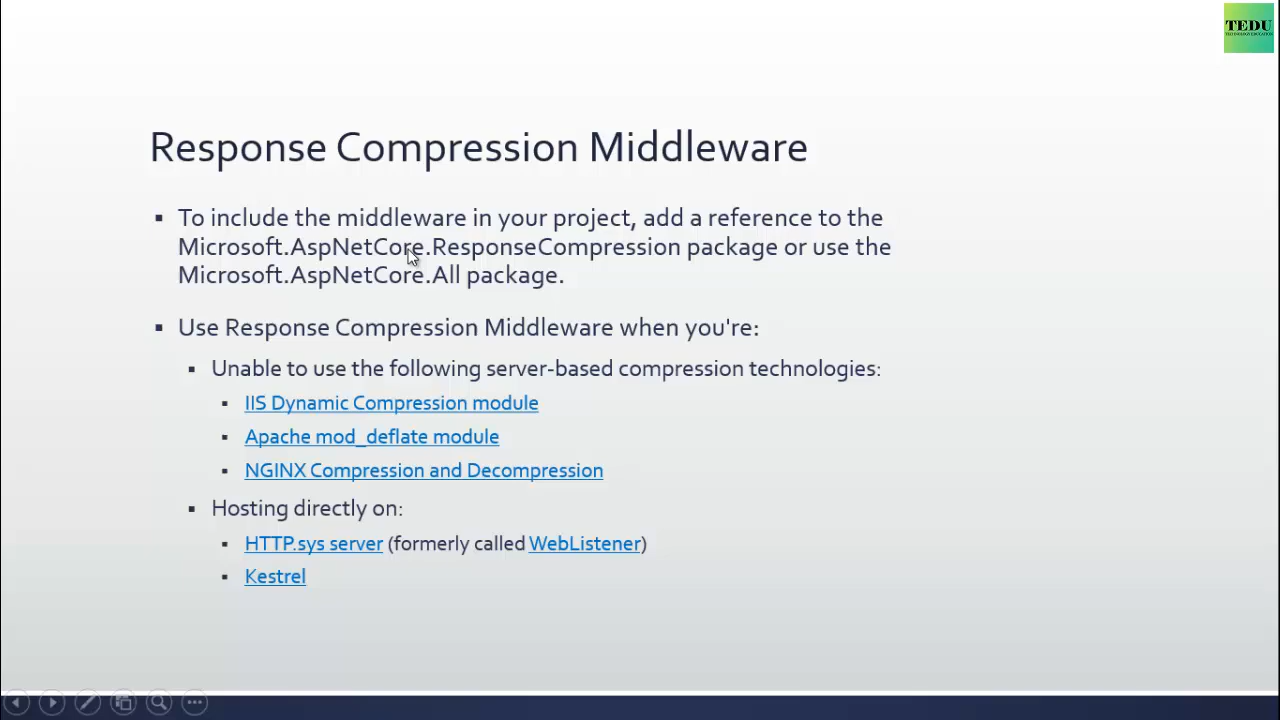 TEDU
Response Compression Middleware
▪ To include the middleware in your project, add a reference to the
Microsoft.AspNetCore.ResponseCompression package or use the
Microsoft.AspNetCore.All package.
▪ Use Response Compression Middleware when you're:
▪ Unable to use the following server-based compression technologies:
▪ IIS Dynamic Compression module
▪ Apache mod_deflate module
▪ NGINX Compression and Decompression
▪ Hosting directly on:
▪ HTTP.sys server (formerly called WebListener)
▪ Kestrel